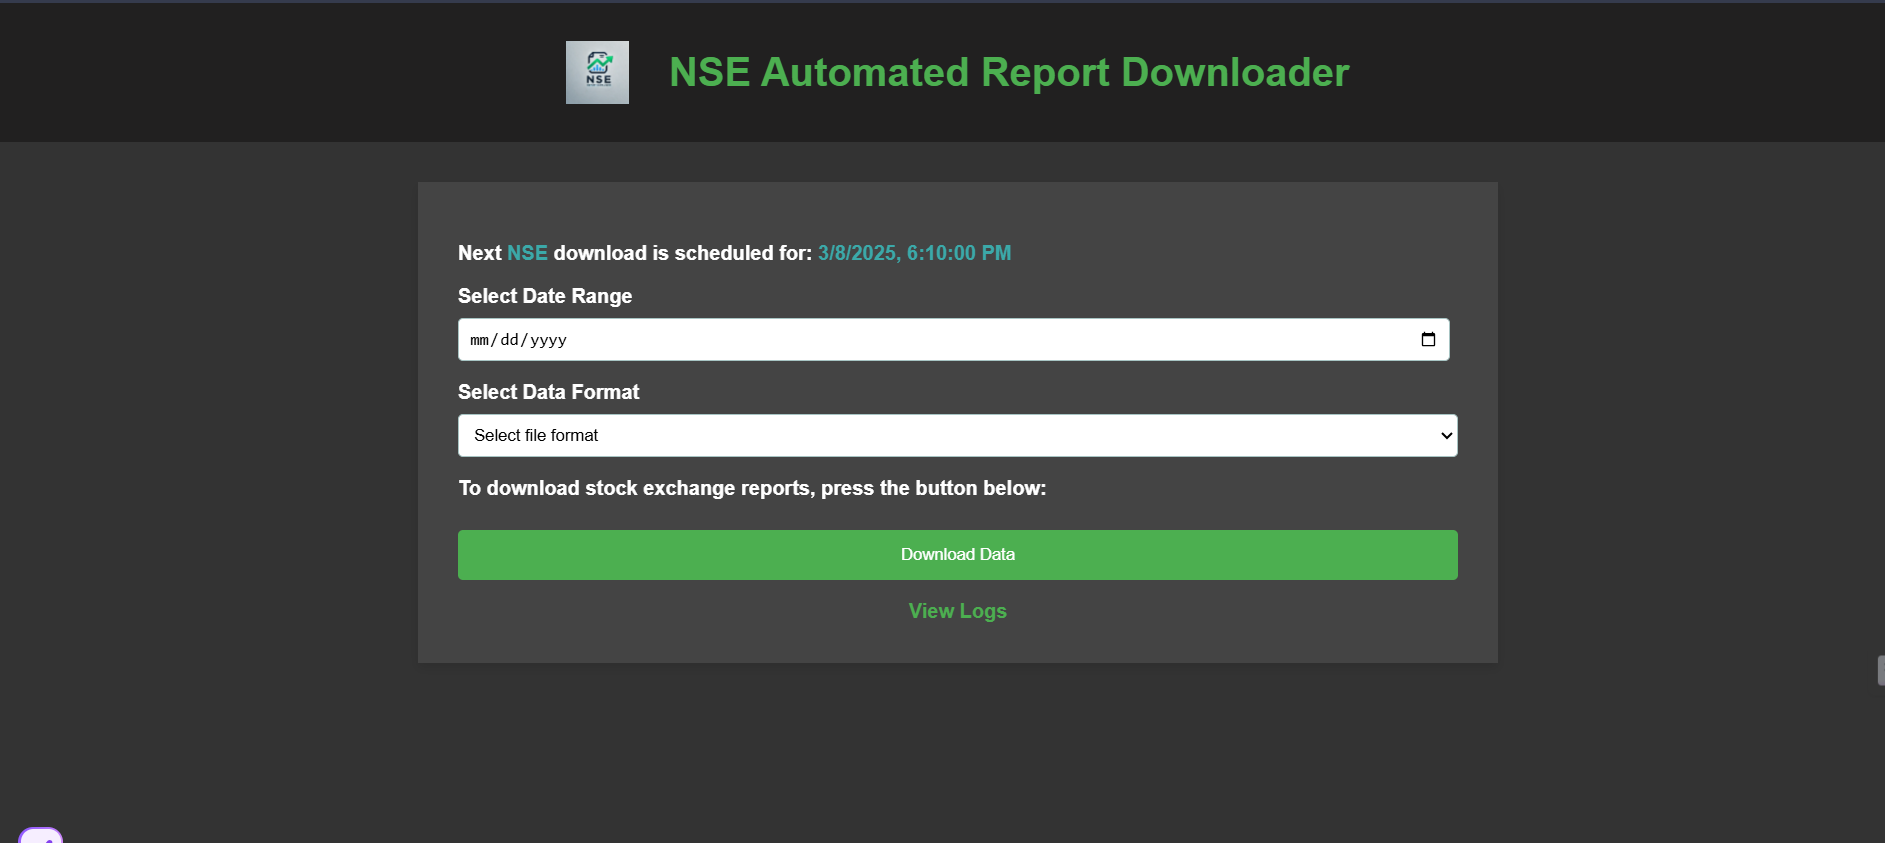 NSE
NSE Automated Report Downloader
Next NSE download is scheduled for: 3/8/2025, 6:10:00 PM
Select Date Range
mm/dd/yyyy
Select Data Format
Select file format
To download stock exchange reports, press the button below:
Download Data
View Logs